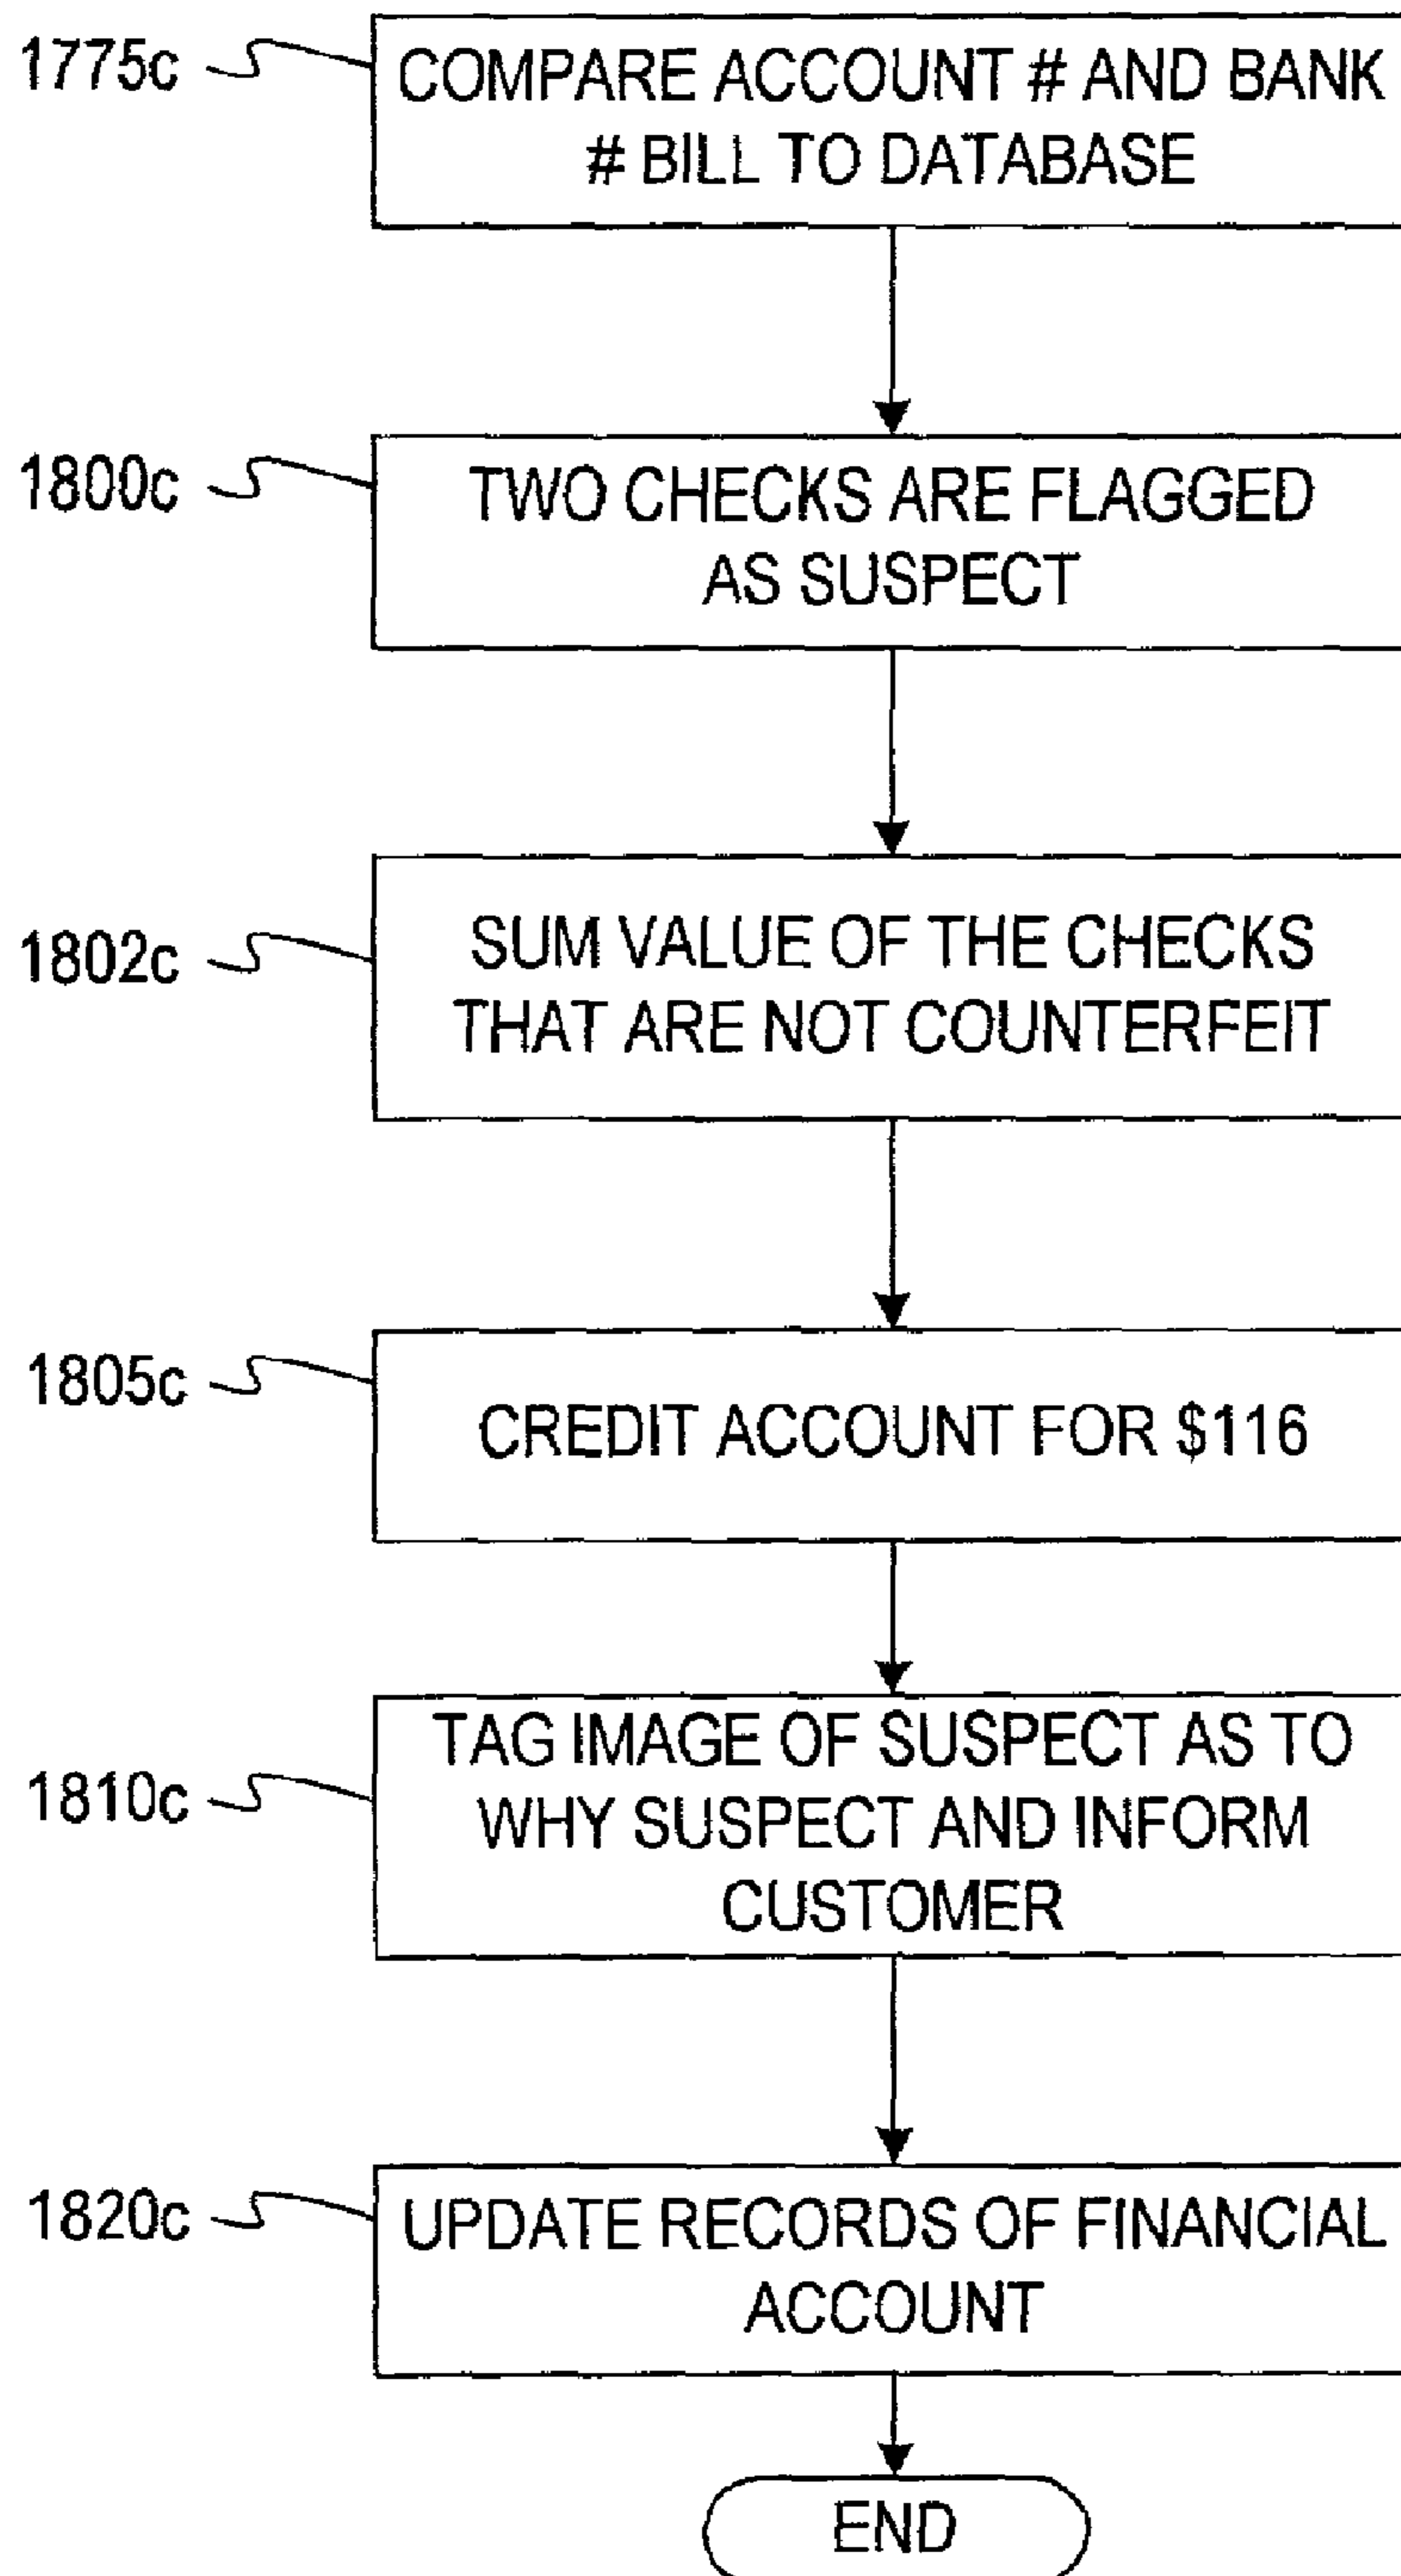 1775c
COMPARE ACCOUNT # AND BANK
# BILL TO DATABASE
1800c
TWO CHECKS ARE FLAGGED
AS SUSPECT
1802c
SUM VALUE OF THE CHECKS
THAT ARE NOT COUNTERFEIT
1805c
CREDIT ACCOUNT FOR $116
1810c
TAG IMAGE OF SUSPECT AS TO
WHY SUSPECT AND INFORM
CUSTOMER
1820c
UPDATE RECORDS OF FINANCIAL
ACCOUNT
END